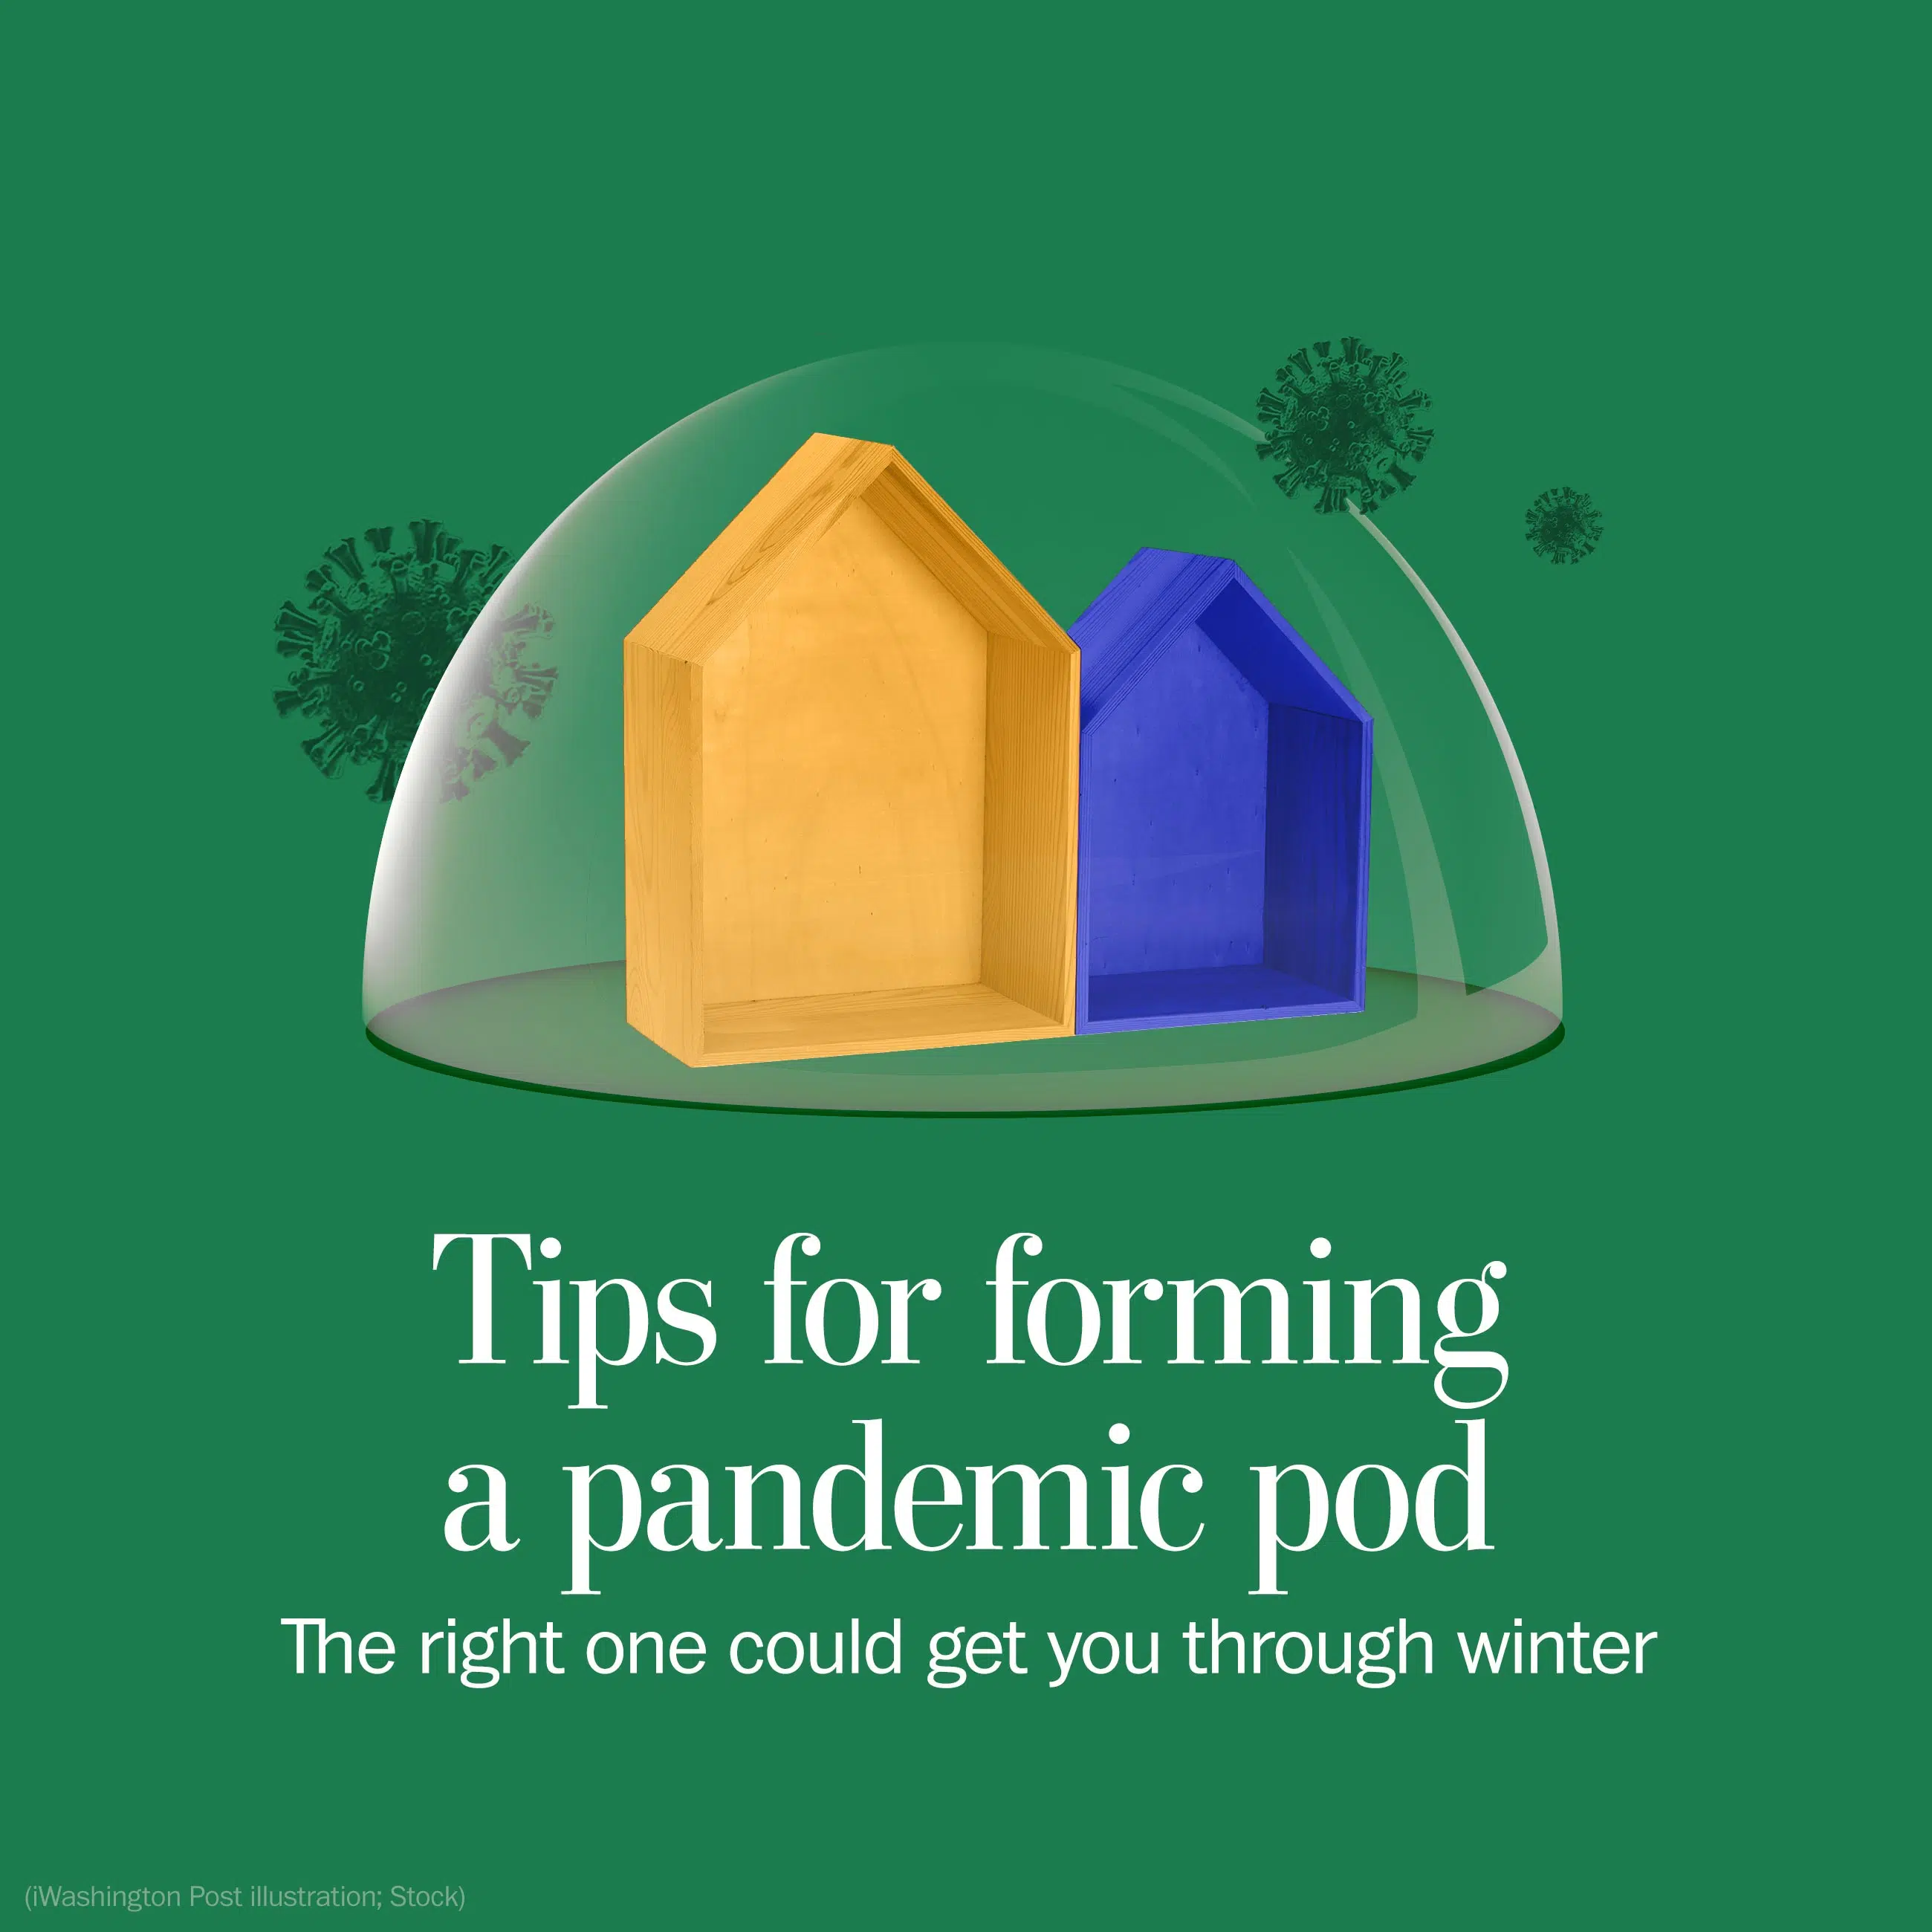 Tips for forming
a pandemic pod
The right one could get you through winter
(iWashington Post illustration; Stock)